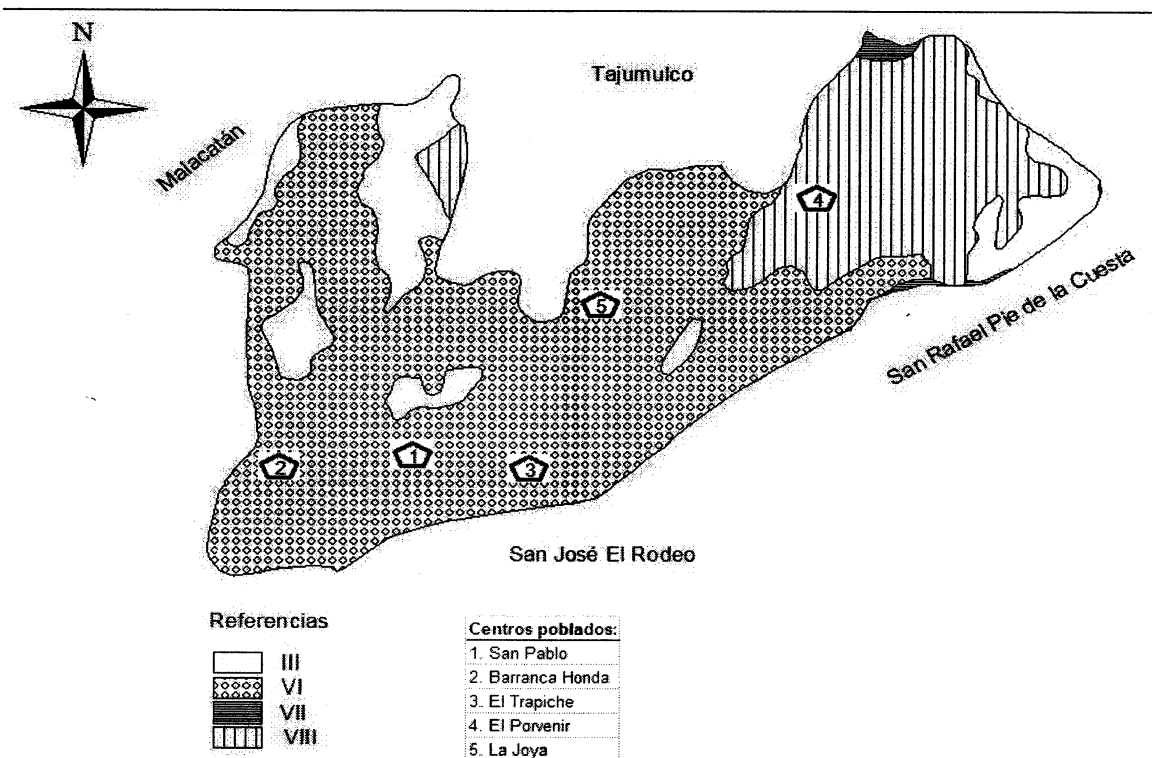 N
Tajumulco
Malacatán
4
San Rafael Pie de la Cuesta
5
2
1
3
San José El Rodeo
Referencias
III
VI
VII
VIII
Centros poblados:
1. San Pablo
2. Barranca Honda
3. El Trapiche
4. El Porvenir
5. La Joya